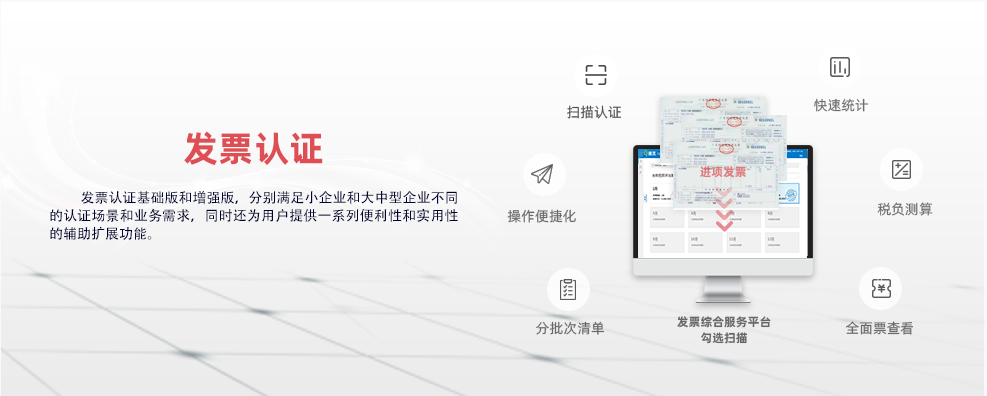 发票认证
发票认证基础版和增强版，分别满足小企业和大中型企业不同
的认证场景和业务需求，同时还为用户提供一系列便利性和实用性
的辅助扩展功能。
扫描认证
快速统计
操作便捷化
税负测算
分批次清单
全面票查看
进项发票
发票综合服务平台
勾选扫描